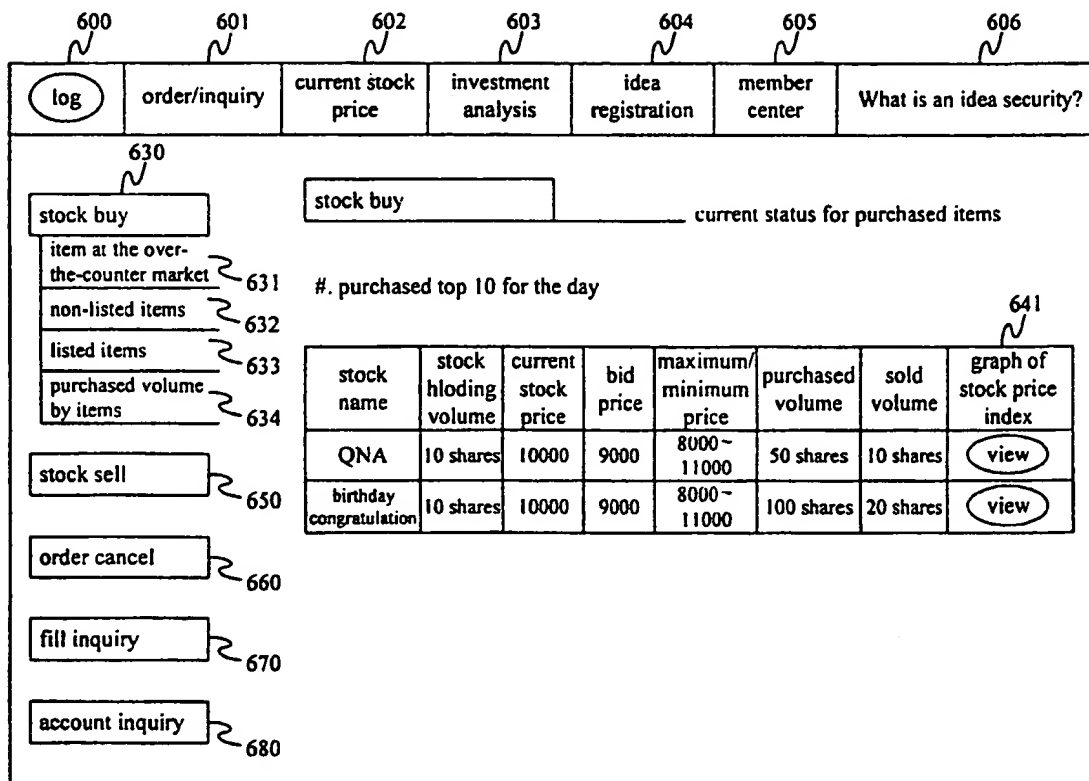 600 601 602 603 604 605 606
log
order/inquiry
current stock
price
investment
analysis
idea
registration
member
center
What is an idea security?
630
stock buy
item at the over-
the-counter market
631
non-listed items
632
listed items
633
purchased volume
by items
634
stock sell
650
order cancel
660
fill inquiry
670
account inquiry
680
stock buy
current status for purchased items
#. purchased top 10 for the day
641
stock
name
stock
hloding
volume
current
stock
price
bid
price
maximum/
minimum
price
purchased
volume
sold
volume
graph of
stock price
index
QNA
10 shares
10000
9000
8000~
11000
50 shares
10 shares
view
birthday
congratulation
10 shares
10000
9000
8000~
11000
100 shares
20 shares
view